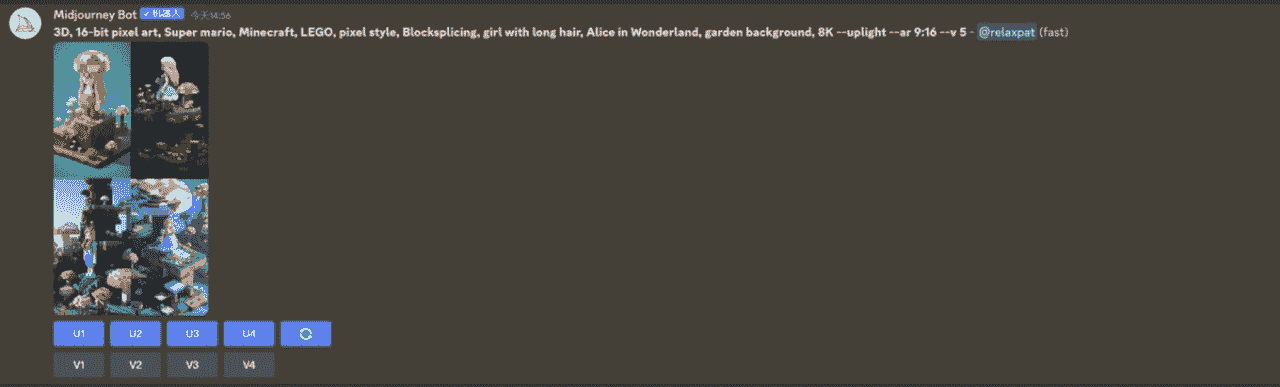 Midjourney Bot ✓ 机器人 今天14:56
3D, 16-bit pixel art, Super mario, Minecraft, LEGO, pixel style, Blocksplicing, girl with long hair, Alice in Wonderland, garden background, 8K --uplight --ar 9:16 --v 5 - @relaxpat (fast)
U1 U2 U3 U4
V1 V2 V3 V4